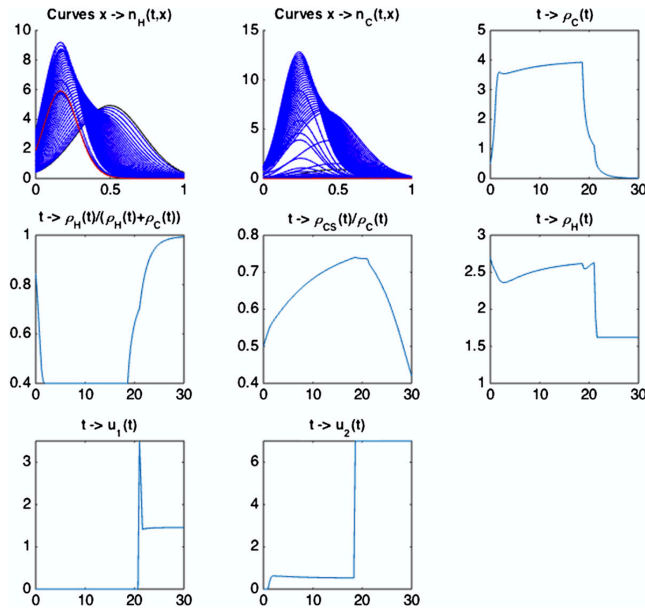 Curves x -> n_H(t,x)
10
8
6
4
2
0
0 0.5 1
Curves x -> n_C(t,x)
15
10
5
0
0 0.5 1
t -> ρ_C(t)
5
4
3
2
1
0
0 10 20 30
t -> ρ_H(t)/(ρ_H(t)+ρ_C(t))
1
0.8
0.6
0.4
0 10 20 30
t -> ρ_CS(t)/ρ_C(t)
0.8
0.7
0.6
0.5
0.4
0 10 20 30
t -> ρ_H(t)
3
2.5
2
1.5
1
0 10 20 30
t -> u_1(t)
3
2
1
0
0 10 20 30
t -> u_2(t)
6
4
2
0
0 10 20 30